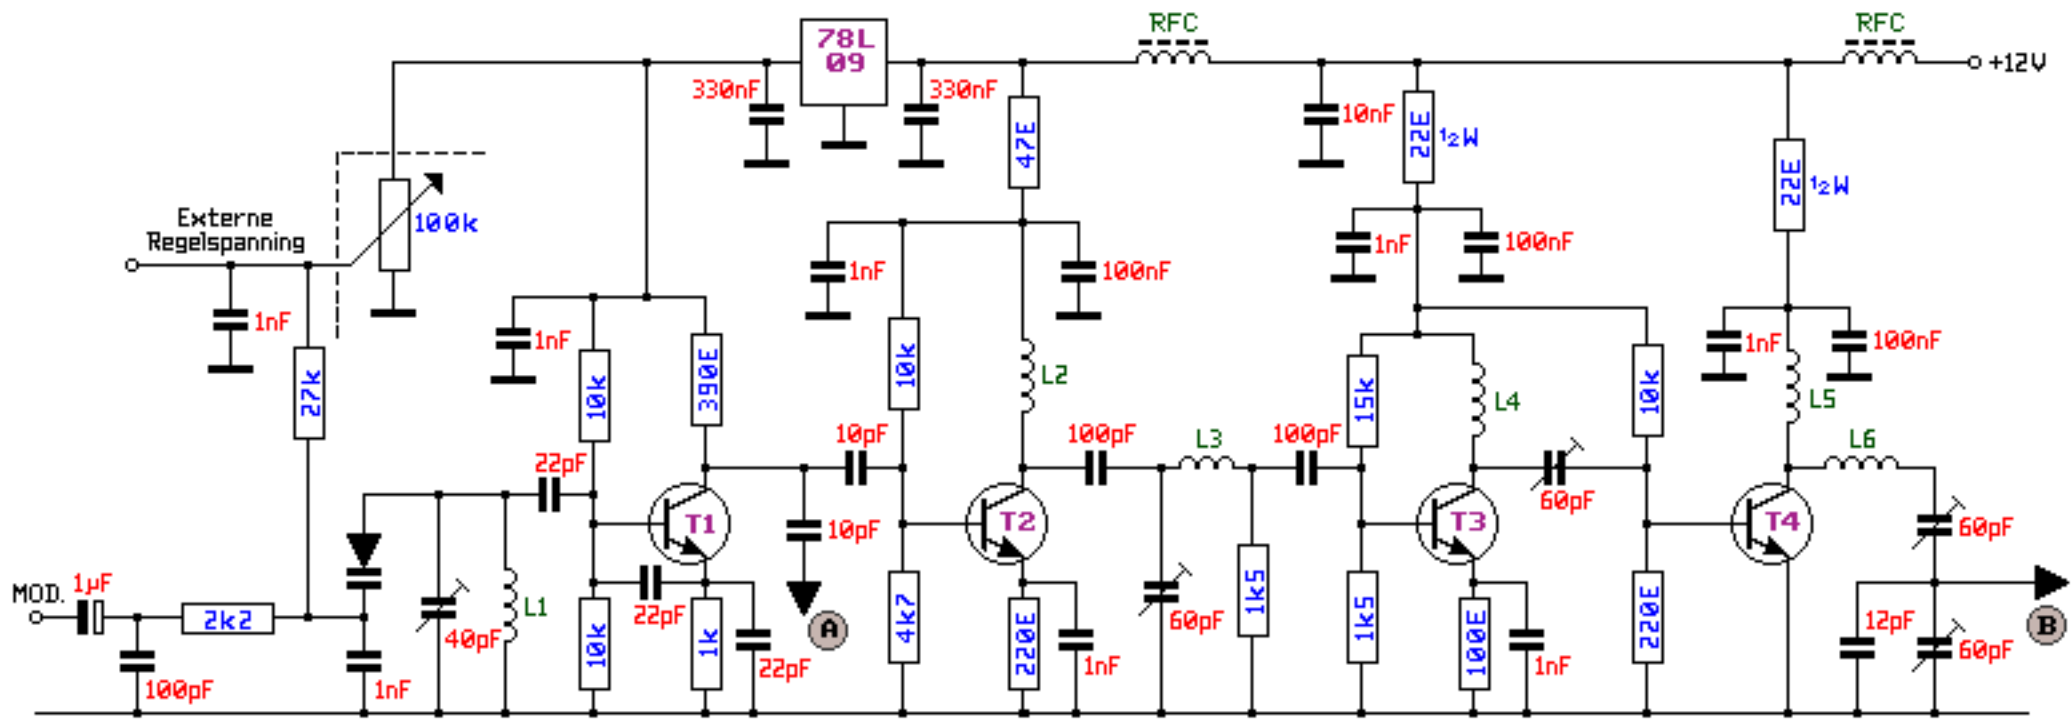 RFC
RFC
78L
09
+12V
330nF
330nF
47E
10nF
22E
½W
22E
½W
Externe
Regelspanning
100k
1nF
27k
1nF
10k
390E
1nF
10k
100nF
L2
1nF
100nF
15k
L4
10k
1nF
100nF
L5
22pF
10pF
100pF
L3
100pF
60pF
L6
T1
T2
T3
T4
10pF
60pF
MOD.
1µF
2k2
100pF
1nF
40pF
L1
22pF
10k
1k
22pF
A
4k7
220E
1nF
60pF
1k5
1k5
100E
1nF
220E
12pF
60pF
B